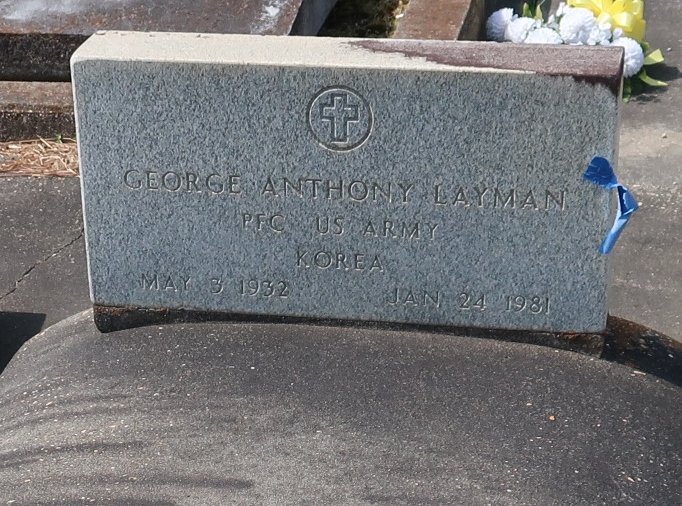 GEORGE ANTHONY LAYMAN
PFC US ARMY
KOREA
MAY 3 1932 JAN 24 1981